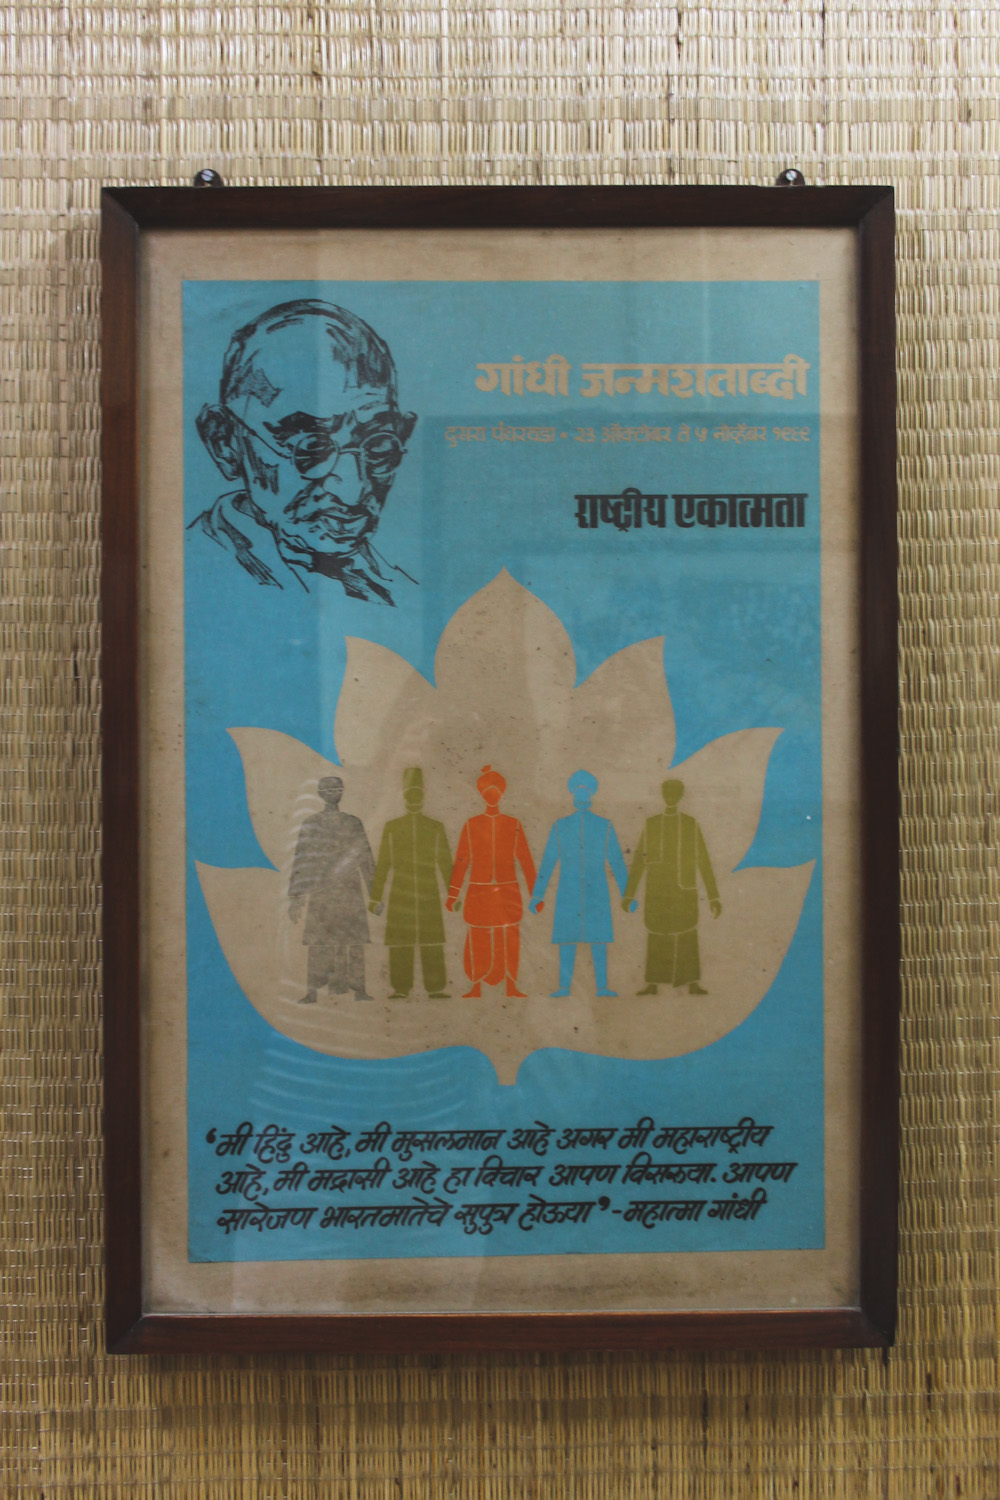 गांधी जन्मशताब्दी
दुसरा पंधरवडा • २३ ऑक्टोंबर ते ५ नोव्हेंबर १९६९
राष्ट्रीय एकात्मता
‘मी हिंदु आहे, मी मुसलमान आहे अगर मी महाराष्ट्रीय
आहे, मी मद्रासी आहे हा विचार आपण विसरूया. आपण
सारेजण भारतमातेचे सुपुत्र होऊया’ - महात्मा गांधी